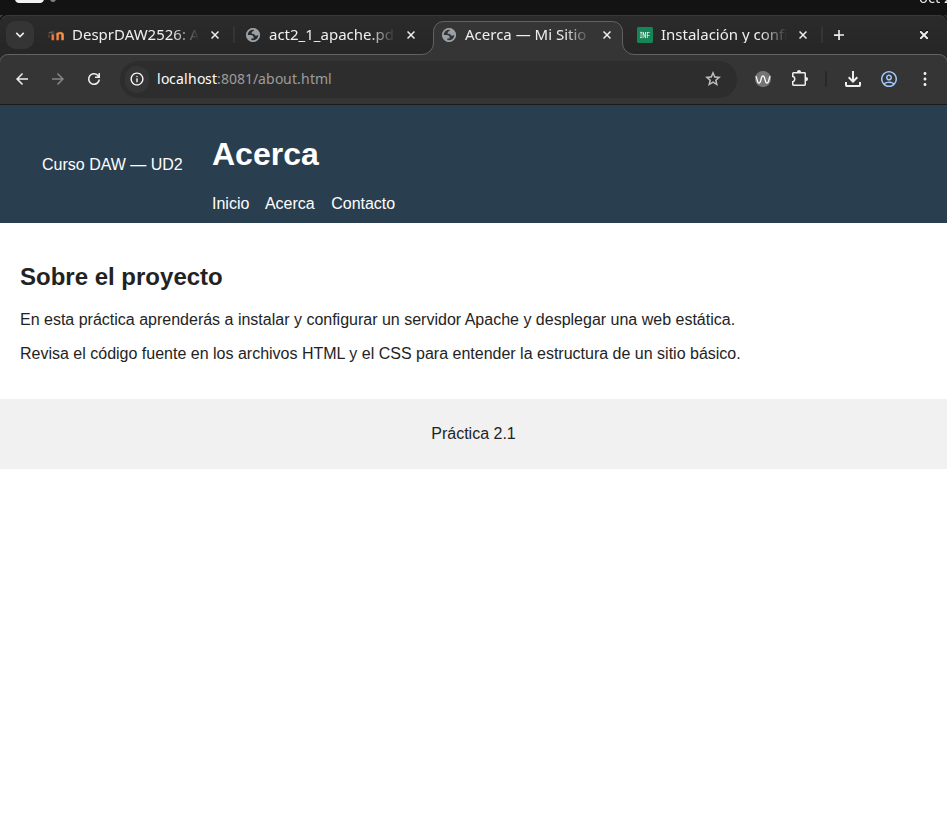 DesprDAW2526: A
act2_1_apache.pd
Acerca — Mi Sitio
INF
Instalación y conf
localhost:8081/about.html
Curso DAW — UD2
Acerca
Inicio Acerca Contacto
Sobre el proyecto
En esta práctica aprenderás a instalar y configurar un servidor Apache y desplegar una web estática.
Revisa el código fuente en los archivos HTML y el CSS para entender la estructura de un sitio básico.
Práctica 2.1